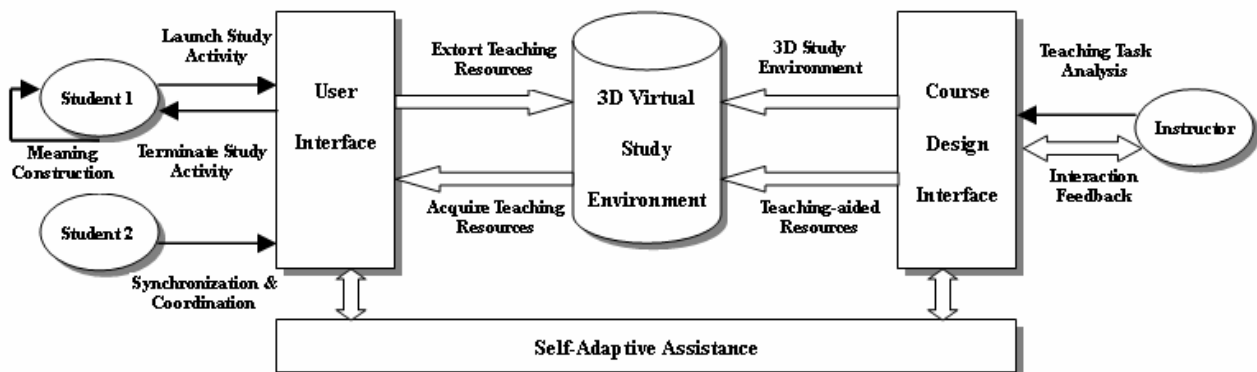 Launch Study
Activity
Student 1
Meaning
Construction
Terminate Study
Activity
Student 2
Synchronization &
Coordination
User
Interface
Extort Teaching
Resources
Acquire Teaching
Resources
3D Virtual
Study
Environment
3D Study
Environment
Teaching-aided
Resources
Course
Design
Interface
Teaching Task
Analysis
Instructor
Interaction
Feedback
Self-Adaptive Assistance